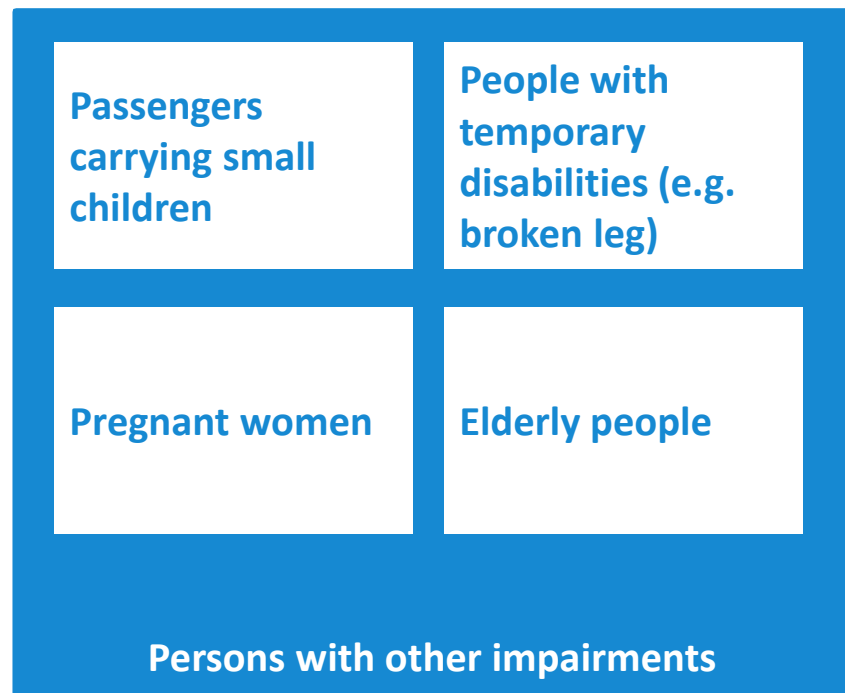 Passengers
carrying small
children
People with
temporary
disabilities (e.g.
broken leg)
Pregnant women
Elderly people
Persons with other impairments